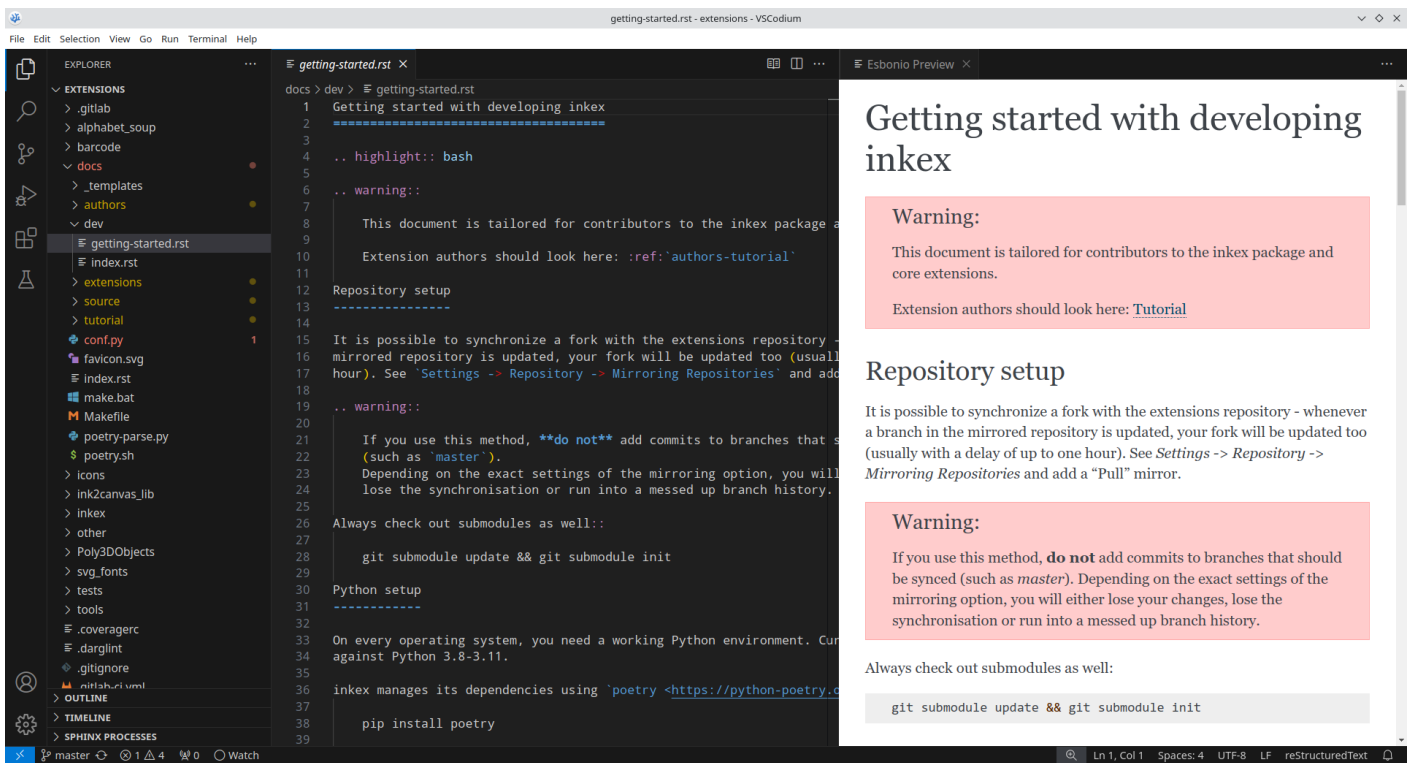 getting-started.rst - extensions - VSCodium
File Edit Selection View Go Run Terminal Help
EXPLORER
EXTENSIONS
.gitlab
alphabet_soup
barcode
docs
_templates
authors
dev
getting-started.rst
index.rst
extensions
source
tutorial
conf.py 1
favicon.svg
index.rst
make.bat
Makefile
poetry-parse.py
poetry.sh
icons
ink2canvas_lib
inkex
other
Poly3DObjects
svg_fonts
tests
tools
.coveragerc
.darglint
.gitignore
.gitlab-ci.yml
OUTLINE
TIMELINE
SPHINX PROCESSES
getting-started.rst
docs > dev > getting-started.rst
1 Getting started with developing inkex
2 =====================================
3
4 .. highlight:: bash
5
6 .. warning::
7
8 This document is tailored for contributors to the inkex package a
9
10 Extension authors should look here: :ref:`authors-tutorial`
11
12 Repository setup
13 ----------------
14
15 It is possible to synchronize a fork with the extensions repository -
16 mirrored repository is updated, your fork will be updated too (usuall
17 hour). See `Settings -> Repository -> Mirroring Repositories` and add
18
19 .. warning::
20
21 If you use this method, **do not** add commits to branches that s
22 (such as `master`).
23 Depending on the exact settings of the mirroring option, you will
24 lose the synchronisation or run into a messed up branch history.
25
26 Always check out submodules as well::
27
28 git submodule update && git submodule init
29
30 Python setup
31 ------------
32
33 On every operating system, you need a working Python environment. Cur
34 against Python 3.8-3.11.
35
36 inkex manages its dependencies using `poetry <https://python-poetry.o
37
38 pip install poetry
39
Esbonio Preview
Getting started with developing
inkex
Warning:
This document is tailored for contributors to the inkex package and
core extensions.
Extension authors should look here: Tutorial
Repository setup
It is possible to synchronize a fork with the extensions repository - whenever
a branch in the mirrored repository is updated, your fork will be updated too
(usually with a delay of up to one hour). See Settings -> Repository ->
Mirroring Repositories and add a “Pull” mirror.
Warning:
If you use this method, do not add commits to branches that should
be synced (such as master). Depending on the exact settings of the
mirroring option, you will either lose your changes, lose the
synchronisation or run into a messed up branch history.
Always check out submodules as well:
git submodule update && git submodule init
master 1 4 0 Watch
Ln 1, Col 1 Spaces: 4 UTF-8 LF reStructuredText